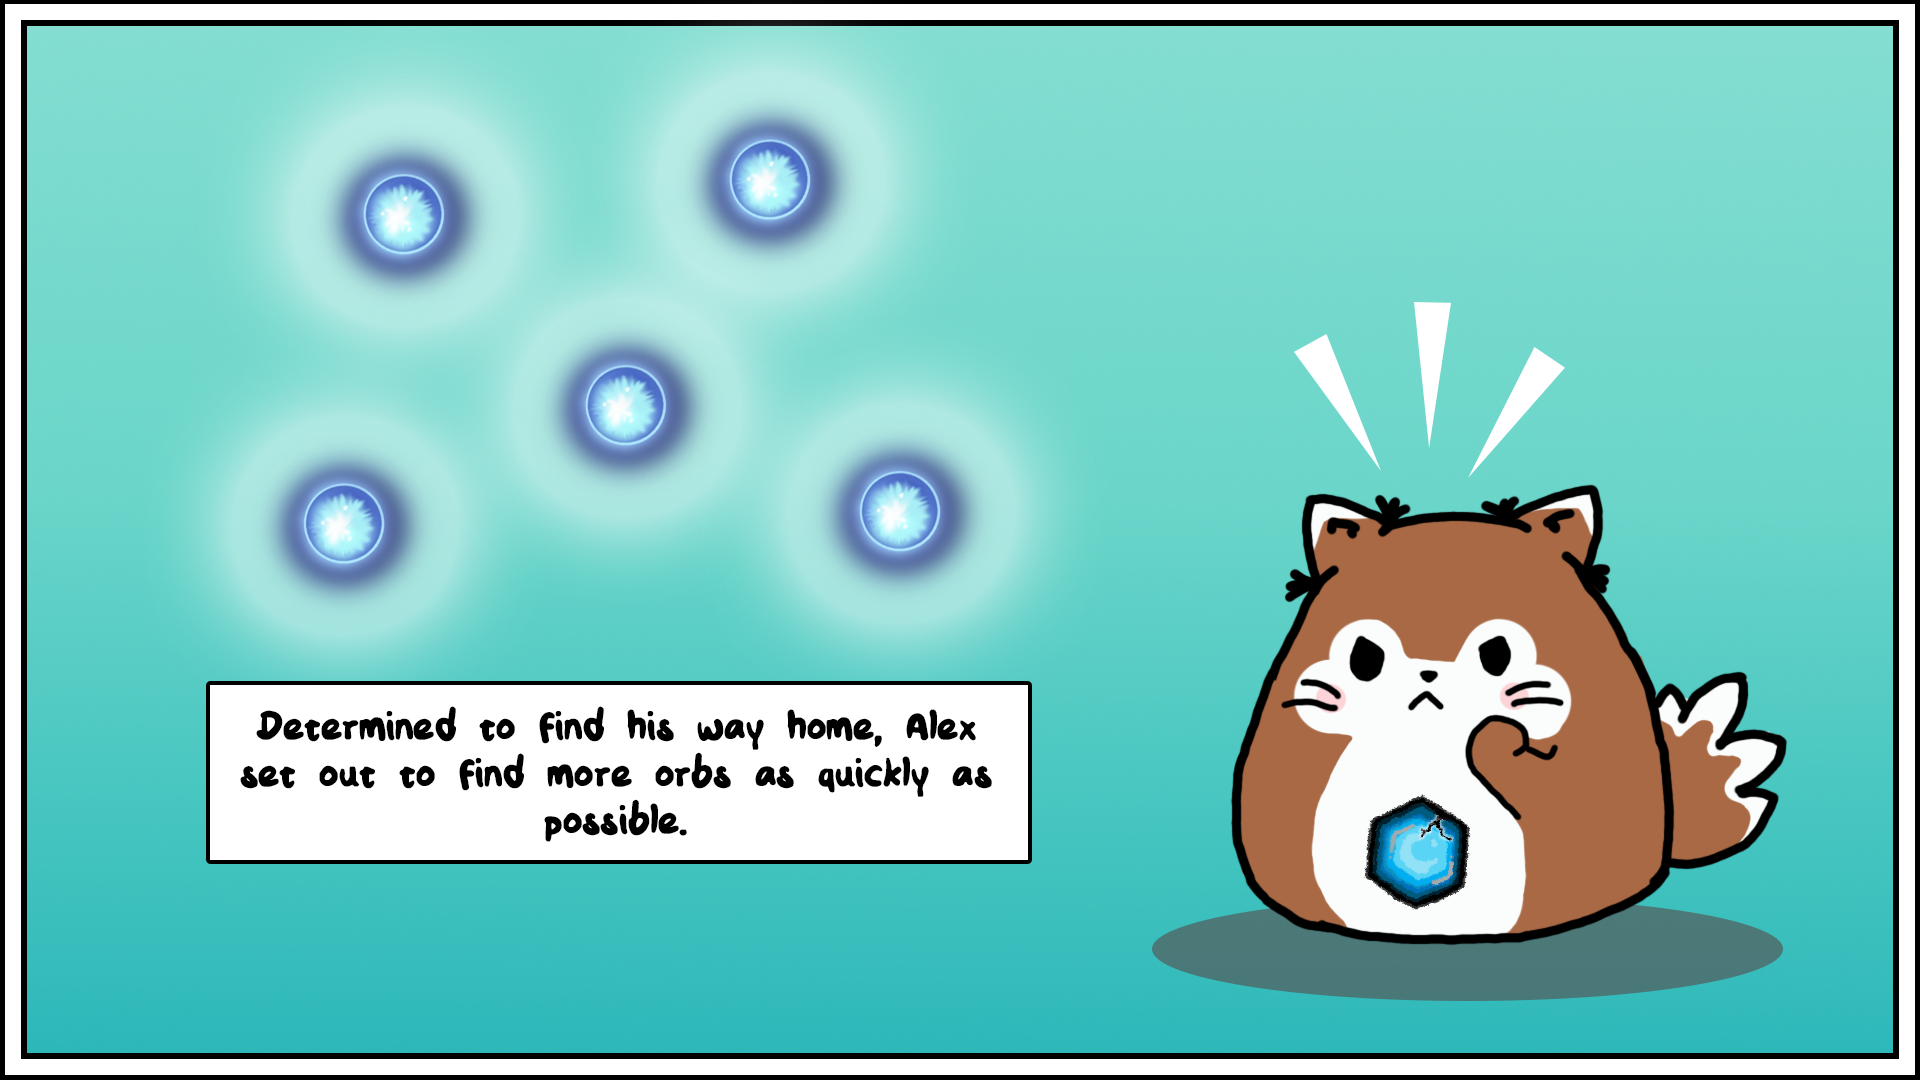 Determined to find his way home, Alex
set out to find more orbs as quickly as
possible.